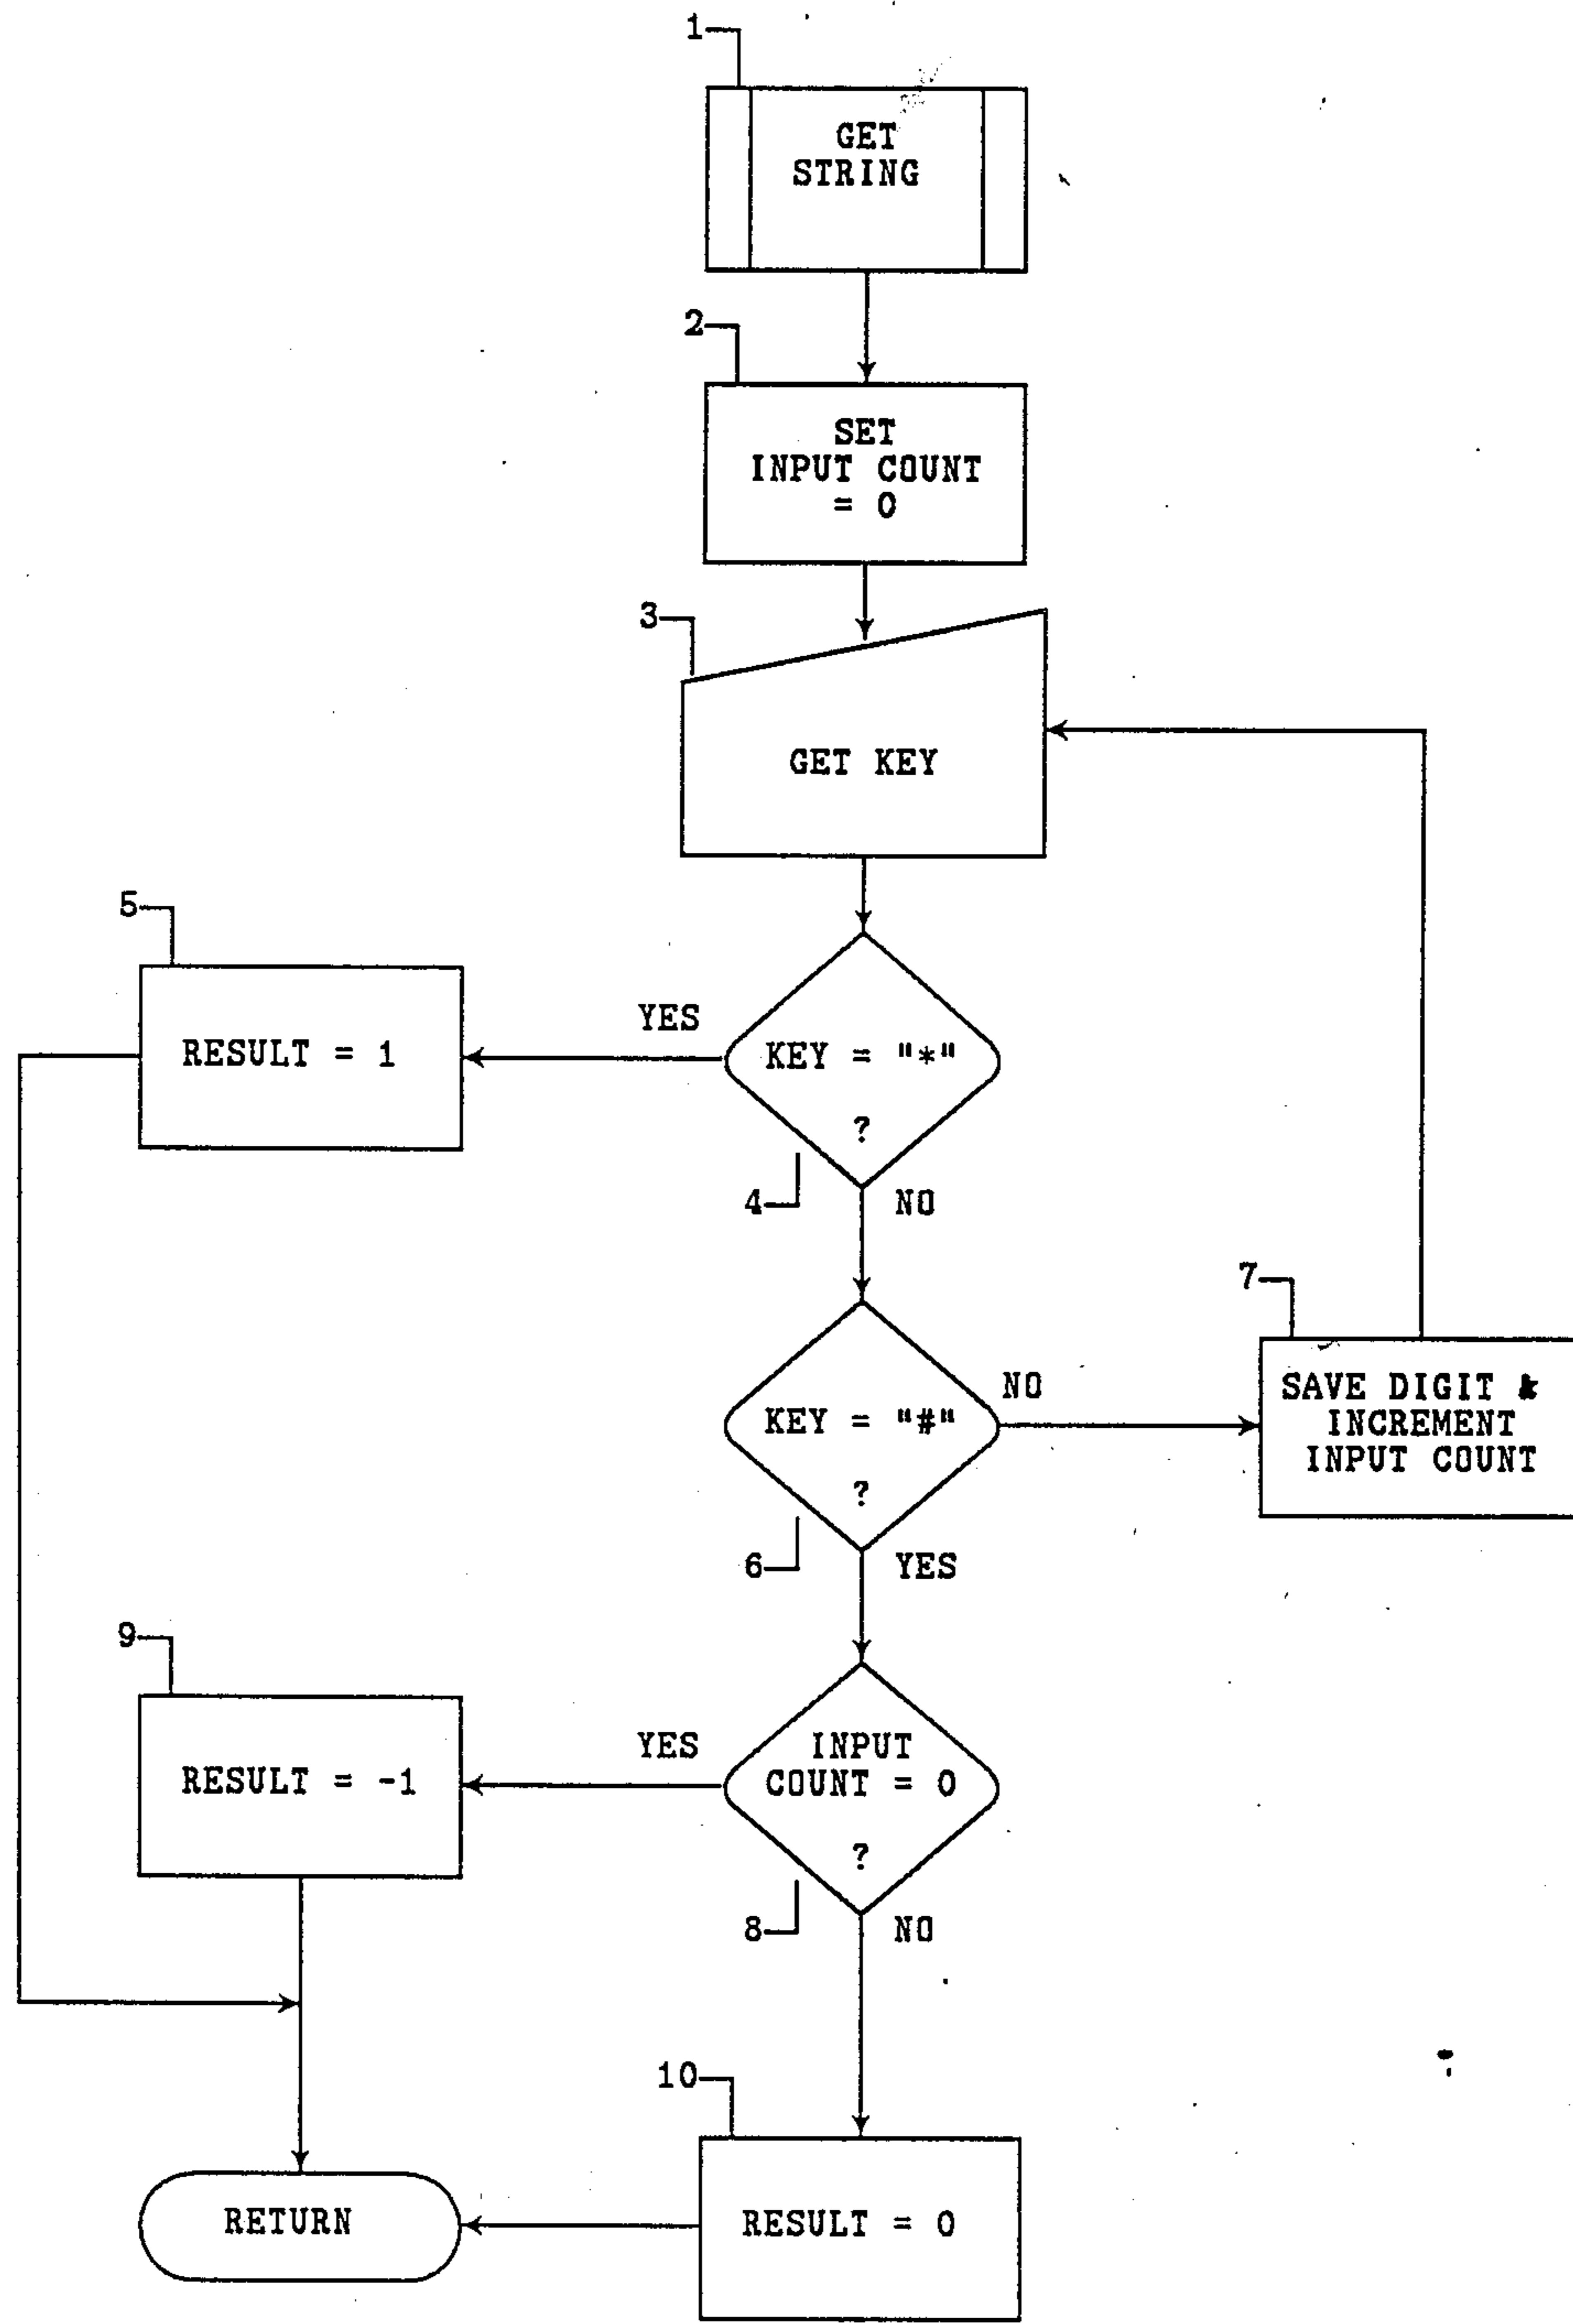 1
GET
STRING
2
SET
INPUT COUNT
= 0
3
GET KEY
5
RESULT = 1
YES
KEY = "*"
?
4
NO
7
SAVE DIGIT &
INCREMENT
INPUT COUNT
NO
KEY = "#"
?
6
YES
9
RESULT = -1
YES
INPUT
COUNT = 0
?
8
NO
10
RESULT = 0
RETURN